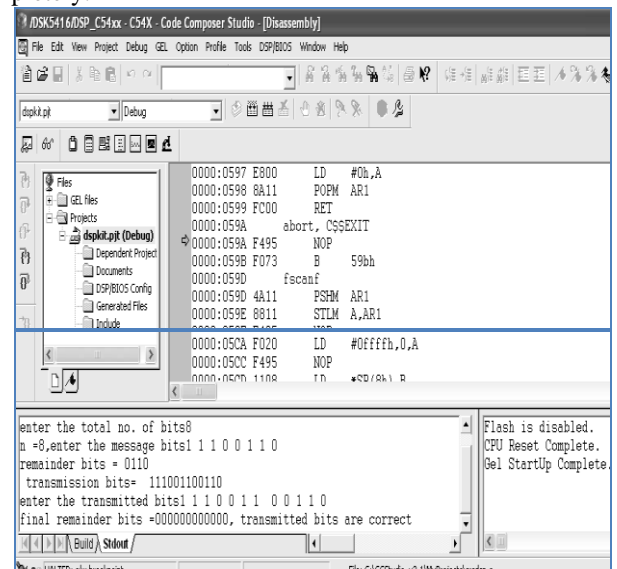 /DSK5416/DSP_C54xx - C54X - Code Composer Studio - [Disassembly]
File Edit View Project Debug GEL Option Profile Tools DSP/BIOS Window Help
dspkit.pjt Debug
Files
GEL files
Projects
dspkit.pjt (Debug)
Dependent Project
Documents
DSP/BIOS Config
Generated Files
Include
0000:0597 E800 LD #0h,A
0000:0598 8A11 POPM AR1
0000:0599 FC00 RET
0000:059A abort, C$$EXIT
0000:059A F495 NOP
0000:059B F073 B 59bh
0000:059D fscanf
0000:059D 4A11 PSHM AR1
0000:059E 8811 STLM A,AR1
0000:05CA F020 LD #0ffffh,0,A
0000:05CC F495 NOP
0000:05CD 1108 LD *SP(8h),B
enter the total no. of bits8
n =8,enter the message bits1 1 1 0 0 1 1 0
remainder bits = 0110
transmission bits= 111001100110
enter the transmitted bits1 1 1 0 0 1 1 0 0 1 1 0
final remainder bits =000000000000, transmitted bits are correct
Build Stdout
Flash is disabled.
CPU Reset Complete.
Gel StartUp Complete.